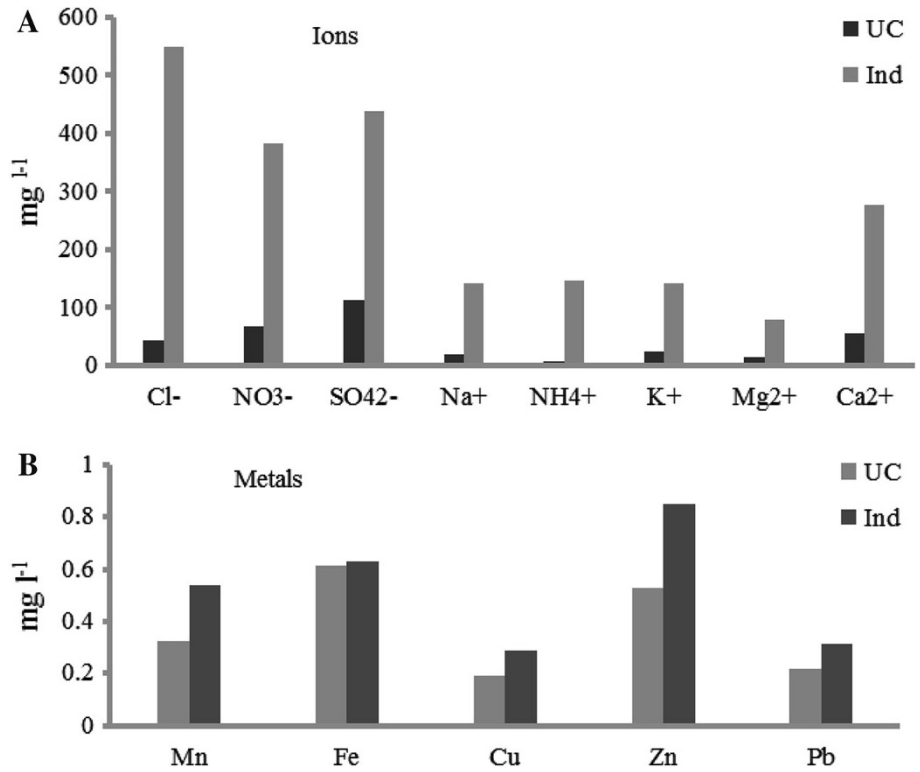 A
Ions
UC
Ind
mg l-1
600
500
400
300
200
100
0
Cl- NO3- SO42- Na+ NH4+ K+ Mg2+ Ca2+
B
Metals
UC
Ind
mg l-1
1
0.8
0.6
0.4
0.2
0
Mn Fe Cu Zn Pb